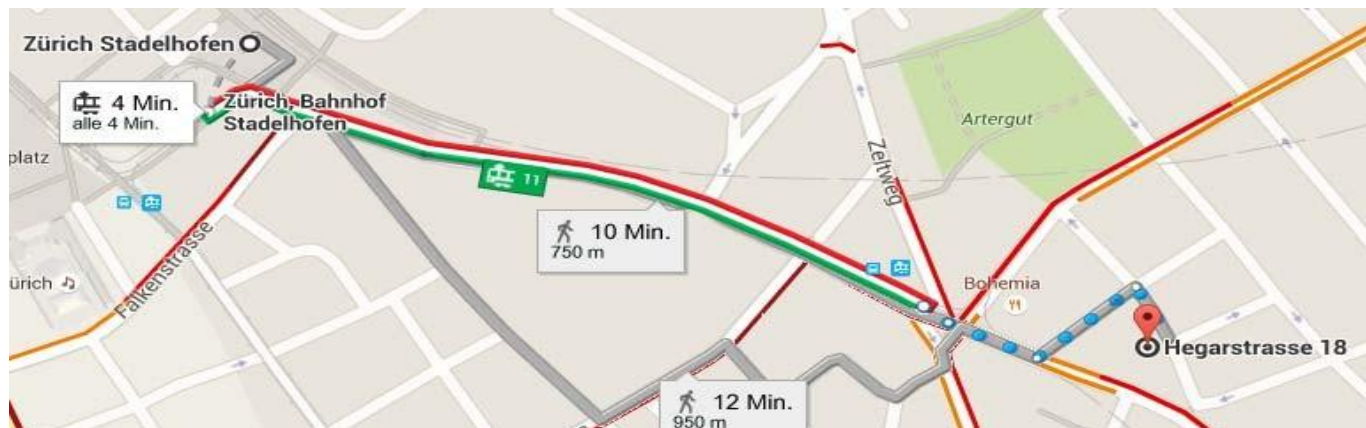 Zürich Stadelhofen
4 Min.
alle 4 Min.
Zürich, Bahnhof
Stadelhofen
platz
11
Artergut
Zeltweg
10 Min.
750 m
ürich
Falkenstrasse
Bohemia
Hegarstrasse 18
12 Min.
950 m